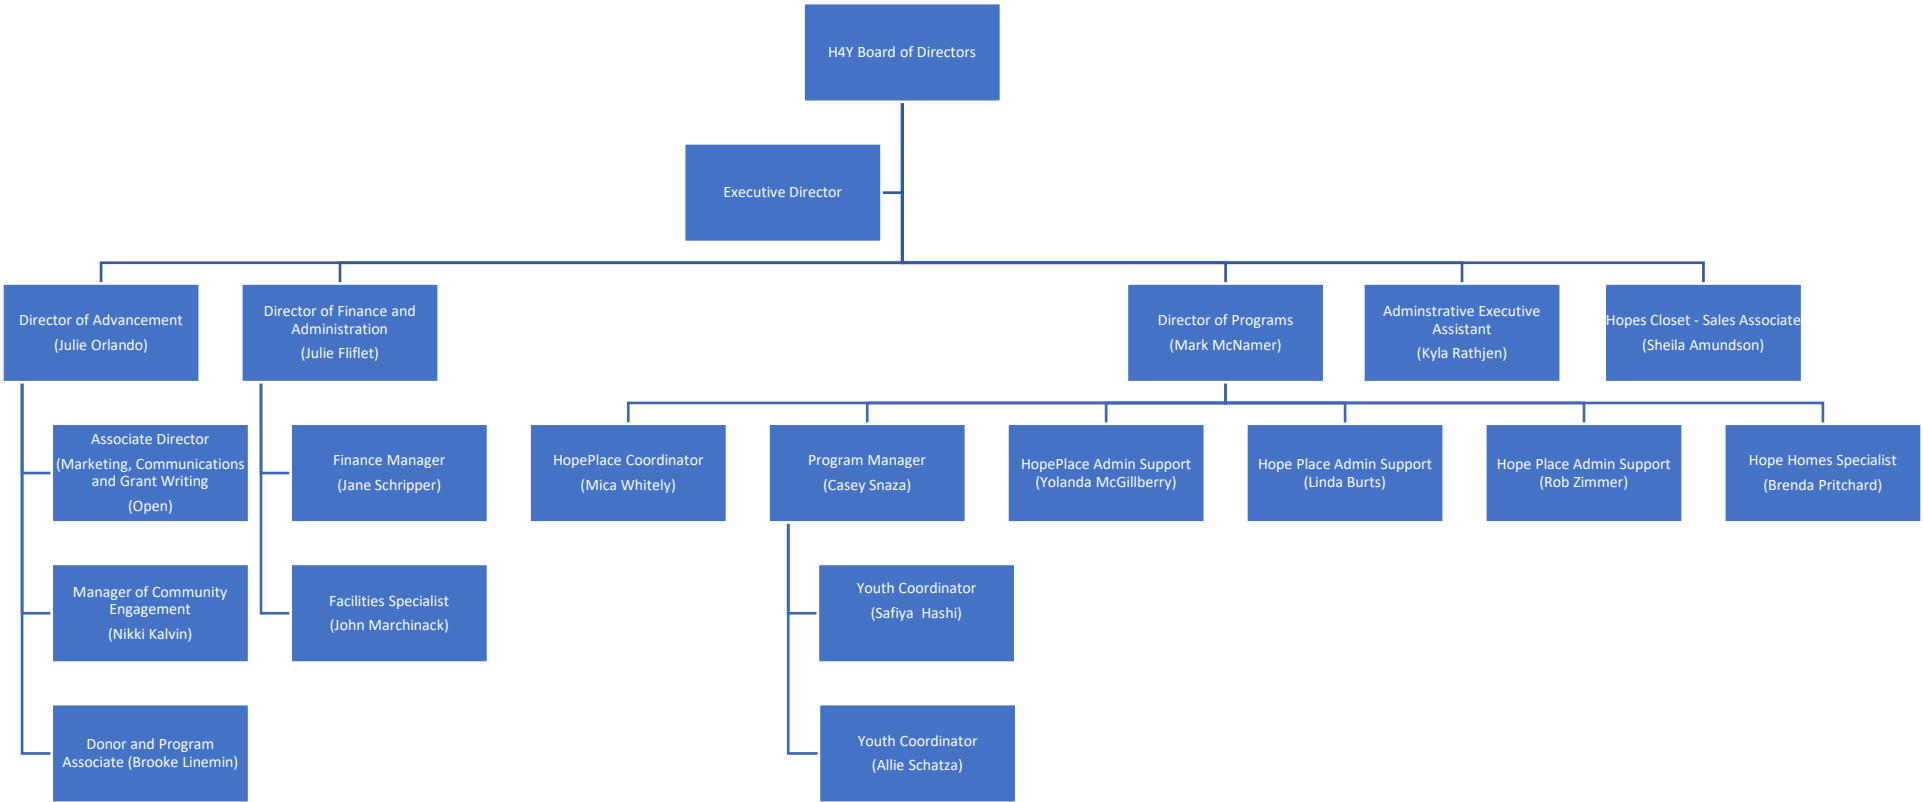 H4Y Board of Directors
Executive Director
Director of Advancement
(Julie Orlando)
Director of Finance and
Administration
(Julie Fliflet)
Director of Programs
(Mark McNamer)
Adminstrative Executive
Assistant
(Kyla Rathjen)
Hopes Closet - Sales Associate
(Sheila Amundson)
Associate Director
(Marketing, Communications
and Grant Writing
(Open)
Finance Manager
(Jane Schripper)
HopePlace Coordinator
(Mica Whitely)
Program Manager
(Casey Snaza)
HopePlace Admin Support
(Yolanda McGillberry)
Hope Place Admin Support
(Linda Burts)
Hope Place Admin Support
(Rob Zimmer)
Hope Homes Specialist
(Brenda Pritchard)
Manager of Community
Engagement
(Nikki Kalvin)
Facilities Specialist
(John Marchinack)
Youth Coordinator
(Safiya  Hashi)
Donor and Program
Associate (Brooke Linemin)
Youth Coordinator
(Allie Schatza)